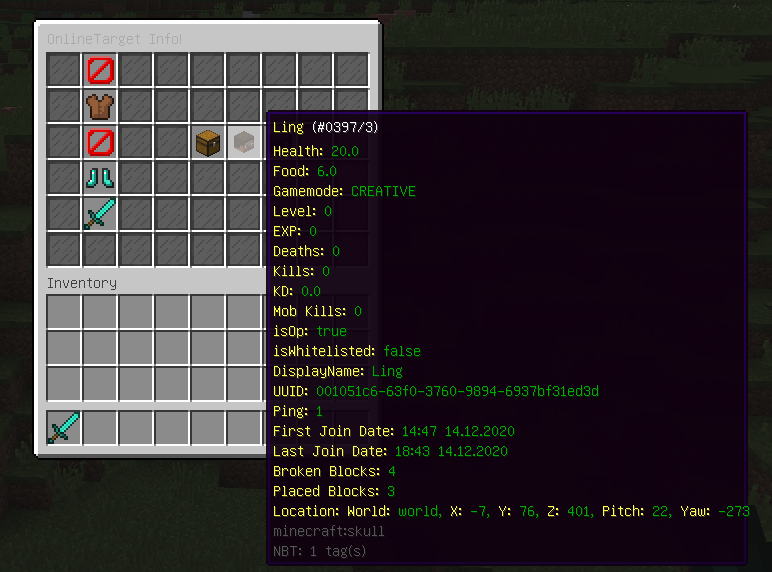 OnlineTarget Info!
Ling (#0397/3)
Health: 20.0
Food: 6.0
Gamemode: CREATIVE
Level: 0
EXP: 0
Deaths: 0
Kills: 0
KD: 0.0
Mob Kills: 0
isOp: true
isWhitelisted: false
DisplayName: Ling
UUID: 001051c6-63f0-3760-9894-6937bf31ed3d
Ping: 1
First Join Date: 14:47 14.12.2020
Last Join Date: 18:43 14.12.2020
Broken Blocks: 4
Placed Blocks: 3
Location: World: world, X: -7, Y: 76, Z: 401, Pitch: 22, Yaw: -273
minecraft:skull
NBT: 1 tag(s)
Inventory